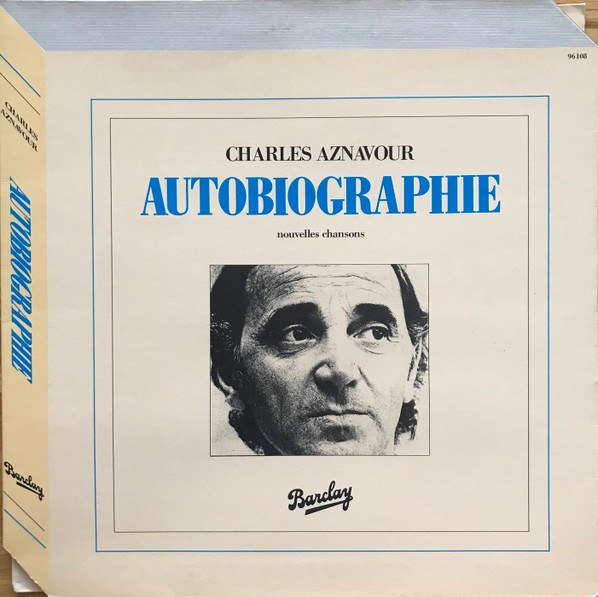 96108
CHARLES AZNAVOUR
AUTOBIOGRAPHIE
nouvelles chansons
Barclay
CHARLES
AZNAVOUR
AUTOBIOGRAPHIE
Barclay